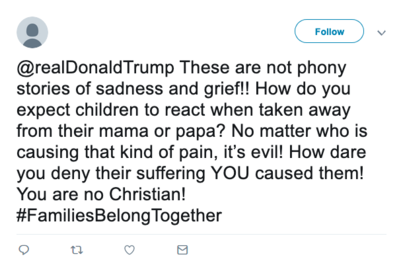 Follow
@realDonaldTrump These are not phony
stories of sadness and grief!! How do you
expect children to react when taken away
from their mama or papa? No matter who is
causing that kind of pain, it's evil! How dare
you deny their suffering YOU caused them!
You are no Christian!
#FamiliesBelongTogether